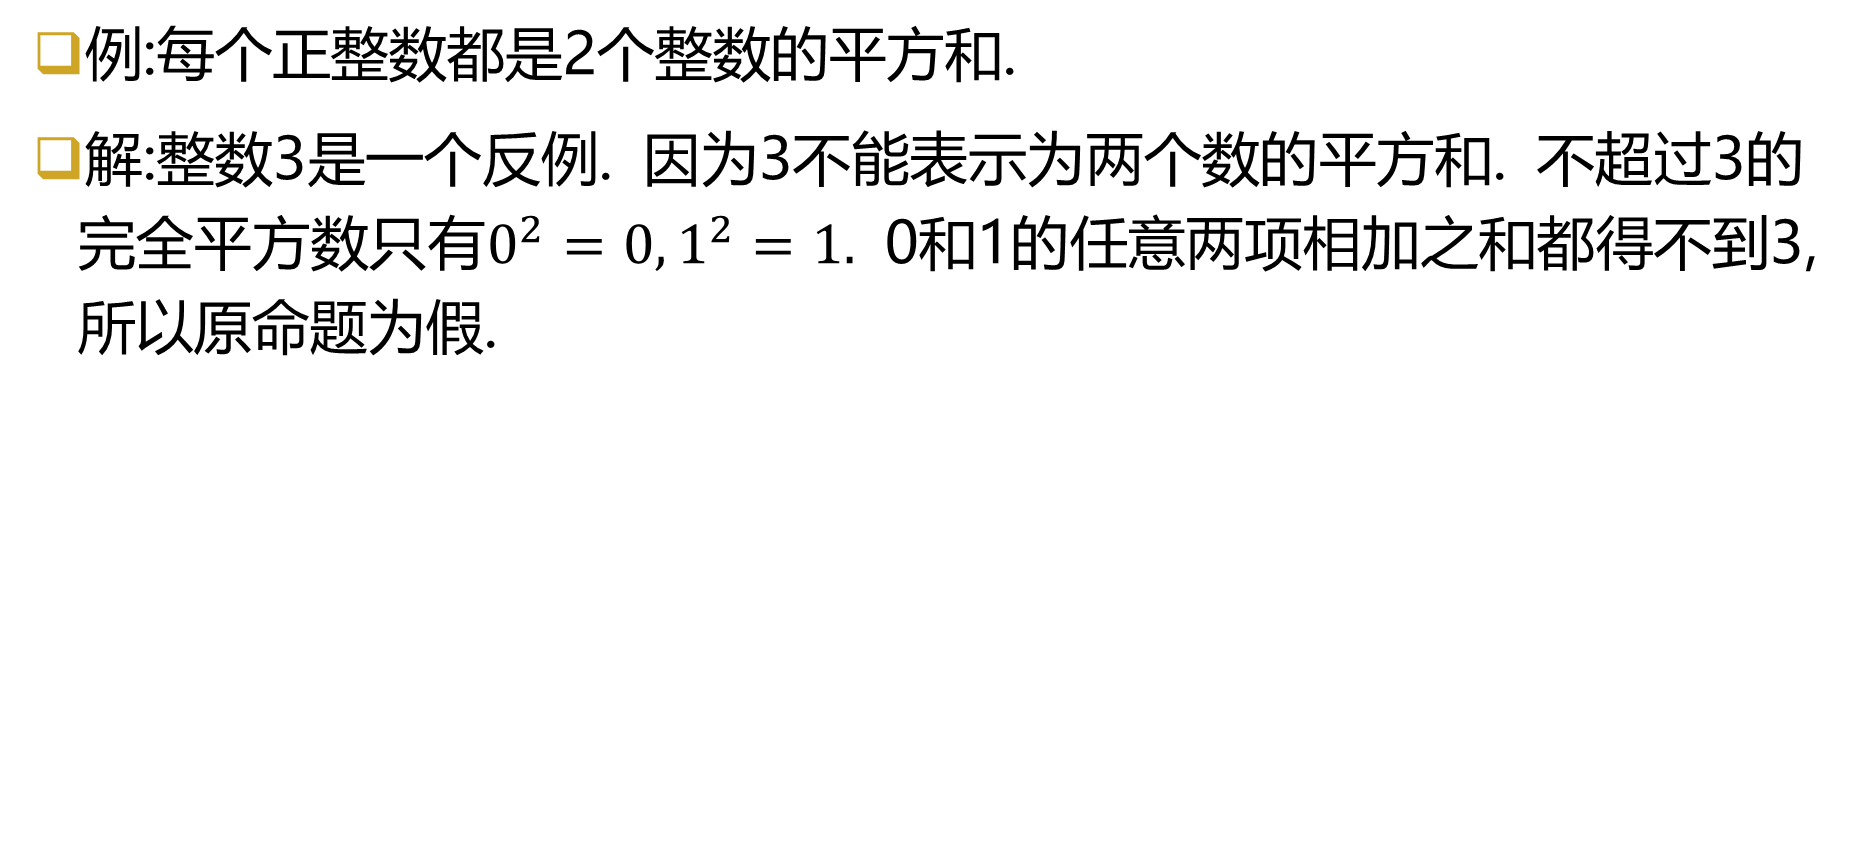 ❑例:每个正整数都是2个整数的平方和.
❑解:整数3是一个反例. 因为3不能表示为两个数的平方和. 不超过3的
完全平方数只有0² = 0, 1² = 1. 0和1的任意两项相加之和都得不到3,
所以原命题为假.